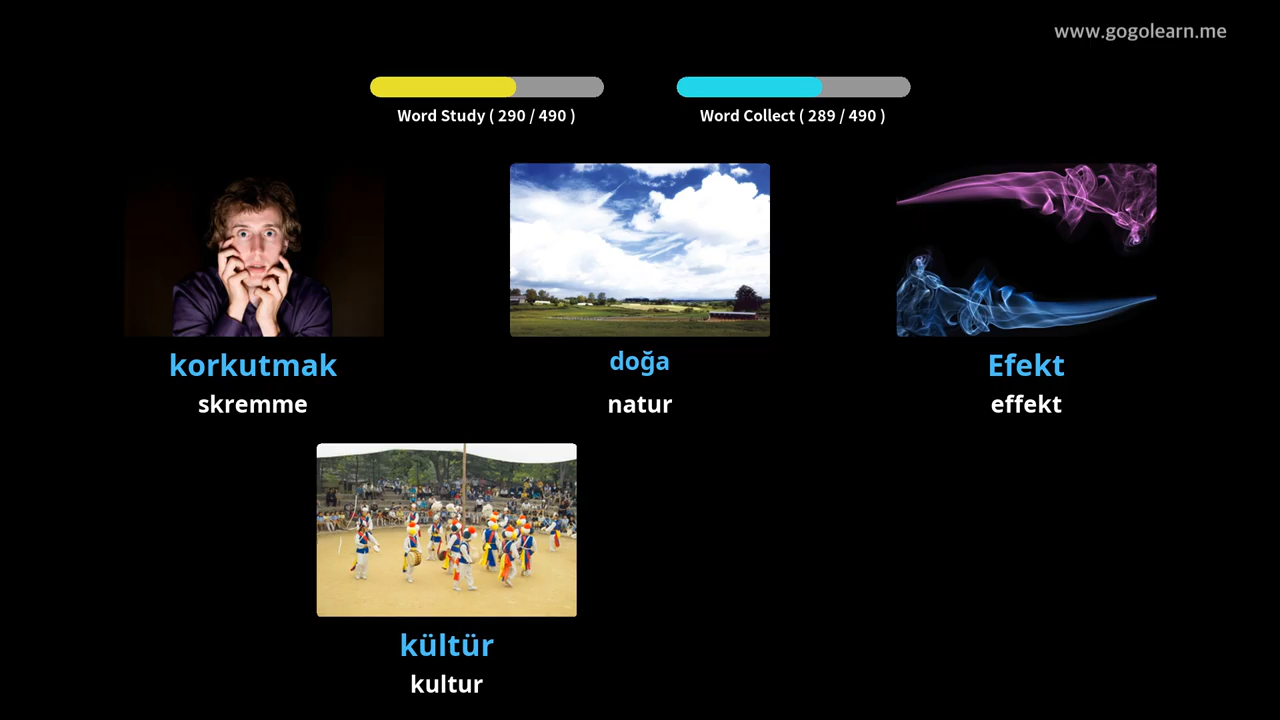 www.gogolearn.me
Word Study ( 290 / 490 )
Word Collect ( 289 / 490 )
korkutmak
skremme
doğa
natur
Efekt
effekt
kültür
kultur